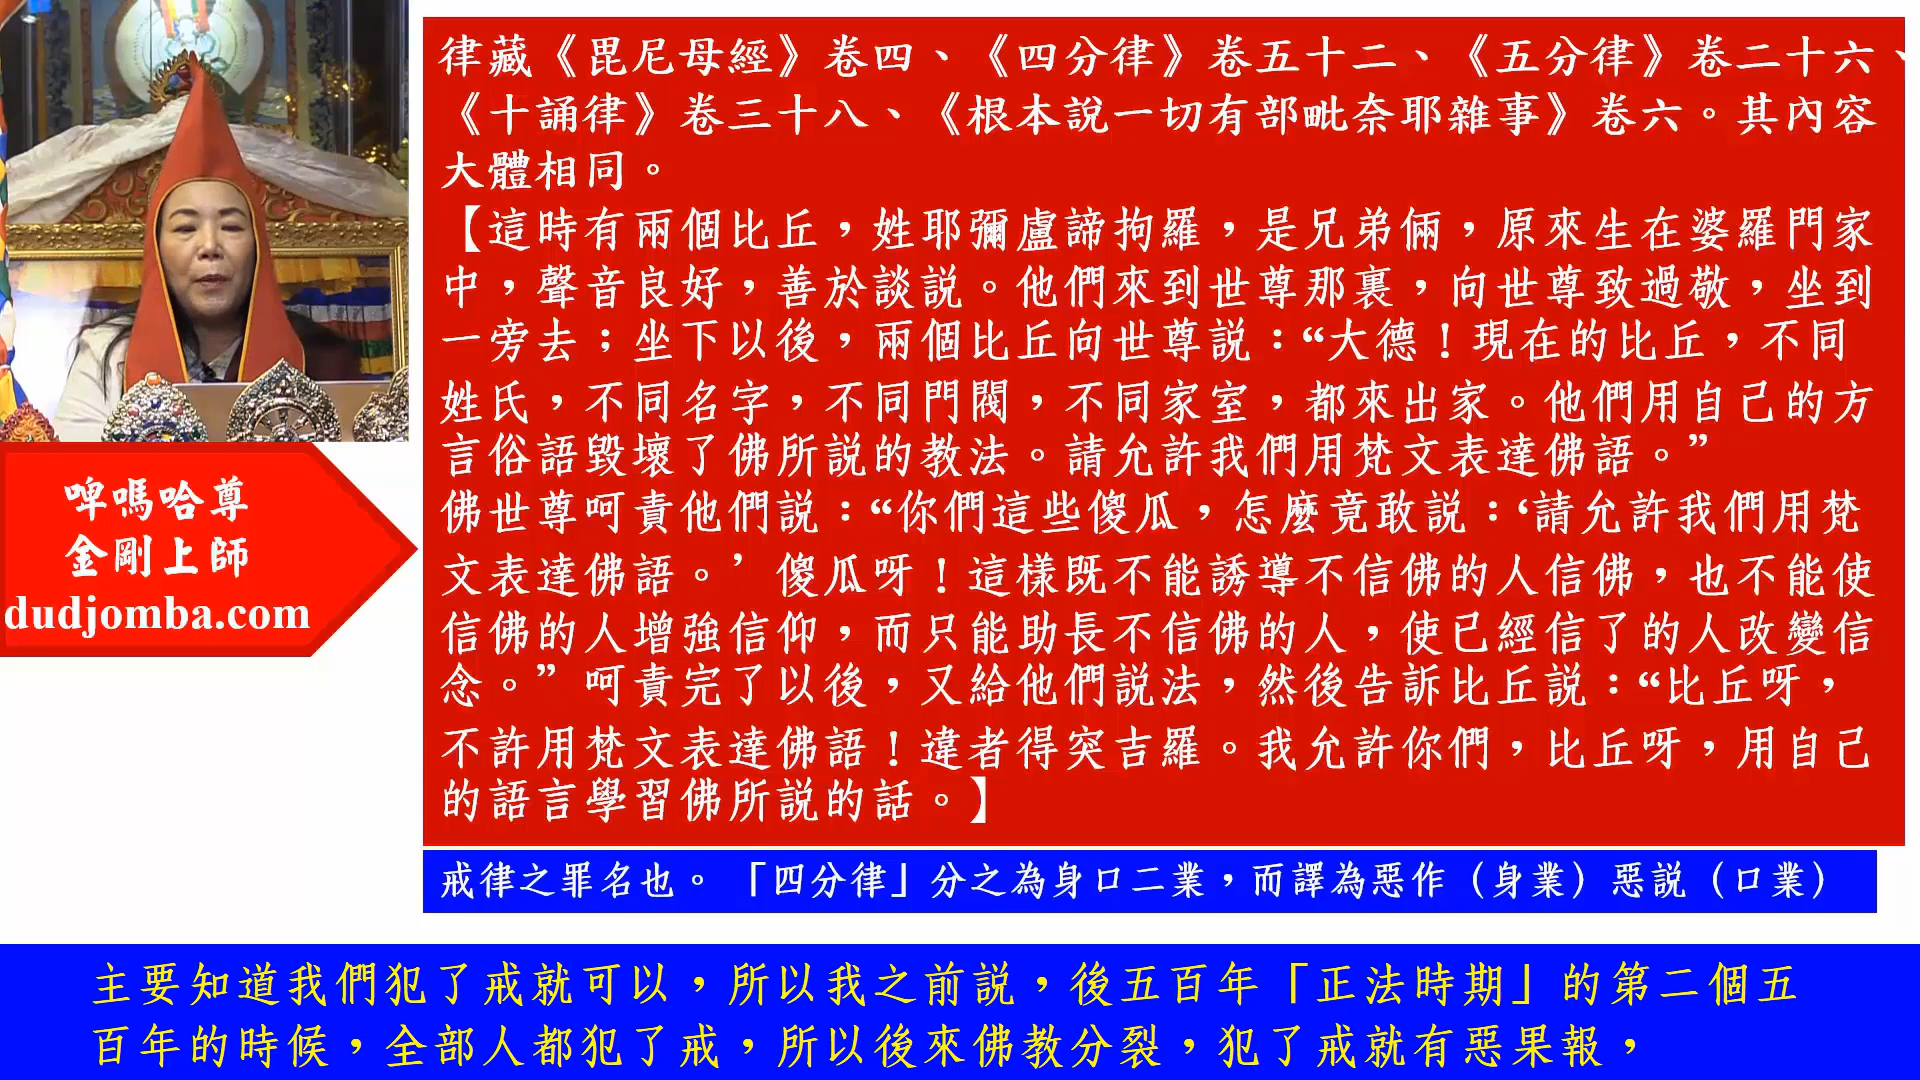 律藏《毘尼母經》卷四、《四分律》卷五十二、《五分律》卷二十六、
《十誦律》卷三十八、《根本說一切有部毗奈耶雜事》卷六。其內容
大體相同。
【這時有兩個比丘，姓耶彌盧諦拘羅，是兄弟倆，原來生在婆羅門家
中，聲音良好，善於談説。他們來到世尊那裏，向世尊致過敬，坐到
一旁去；坐下以後，兩個比丘向世尊説：“大德！現在的比丘，不同
姓氏，不同名字，不同門閥，不同家室，都來出家。他們用自己的方
言俗語毀壞了佛所説的教法。請允許我們用梵文表達佛語。”
佛世尊呵責他們説：“你們這些傻瓜，怎麼竟敢説：‘請允許我們用梵
文表達佛語。’傻瓜呀！這樣既不能誘導不信佛的人信佛，也不能使
信佛的人增強信仰，而只能助長不信佛的人，使已經信了的人改變信
念。”呵責完了以後，又給他們説法，然後告訴比丘説：“比丘呀，
不許用梵文表達佛語！違者得突吉羅。我允許你們，比丘呀，用自己
的語言學習佛所説的話。】
啤嗎哈尊
金剛上師
dudjomba.com
戒律之罪名也。「四分律」分之為身口二業，而譯為惡作（身業）惡説（口業）
主要知道我們犯了戒就可以，所以我之前説，後五百年「正法時期」的第二個五
百年的時候，全部人都犯了戒，所以後來佛教分裂，犯了戒就有惡果報，